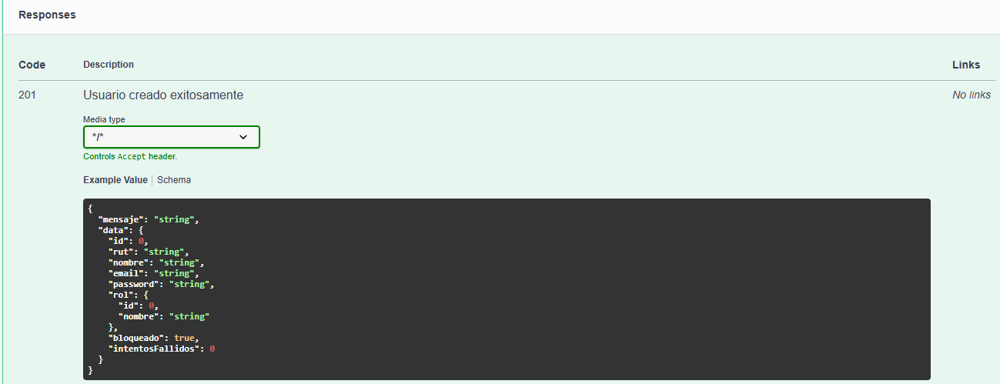 Responses
Code Description Links
201 Usuario creado exitosamente No links
Media type
*/*
Controls Accept header.
Example Value Schema
{
  "mensaje": "string",
  "data": {
    "id": 0,
    "rut": "string",
    "nombre": "string",
    "email": "string",
    "password": "string",
    "rol": {
      "id": 0,
      "nombre": "string"
    },
    "bloqueado": true,
    "intentosFallidos": 0
  }
}